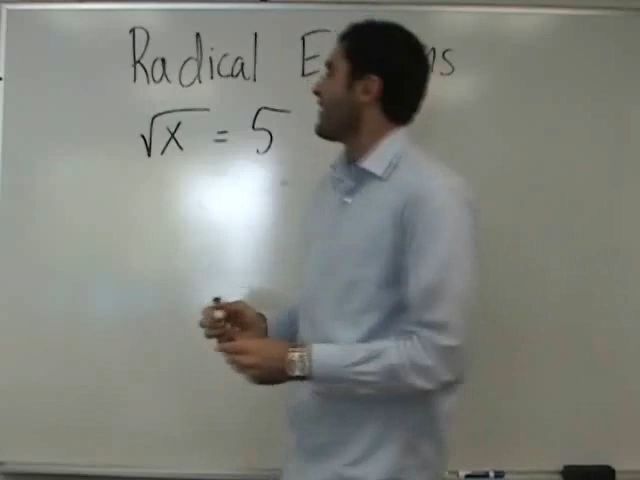 Radical
√x = 5